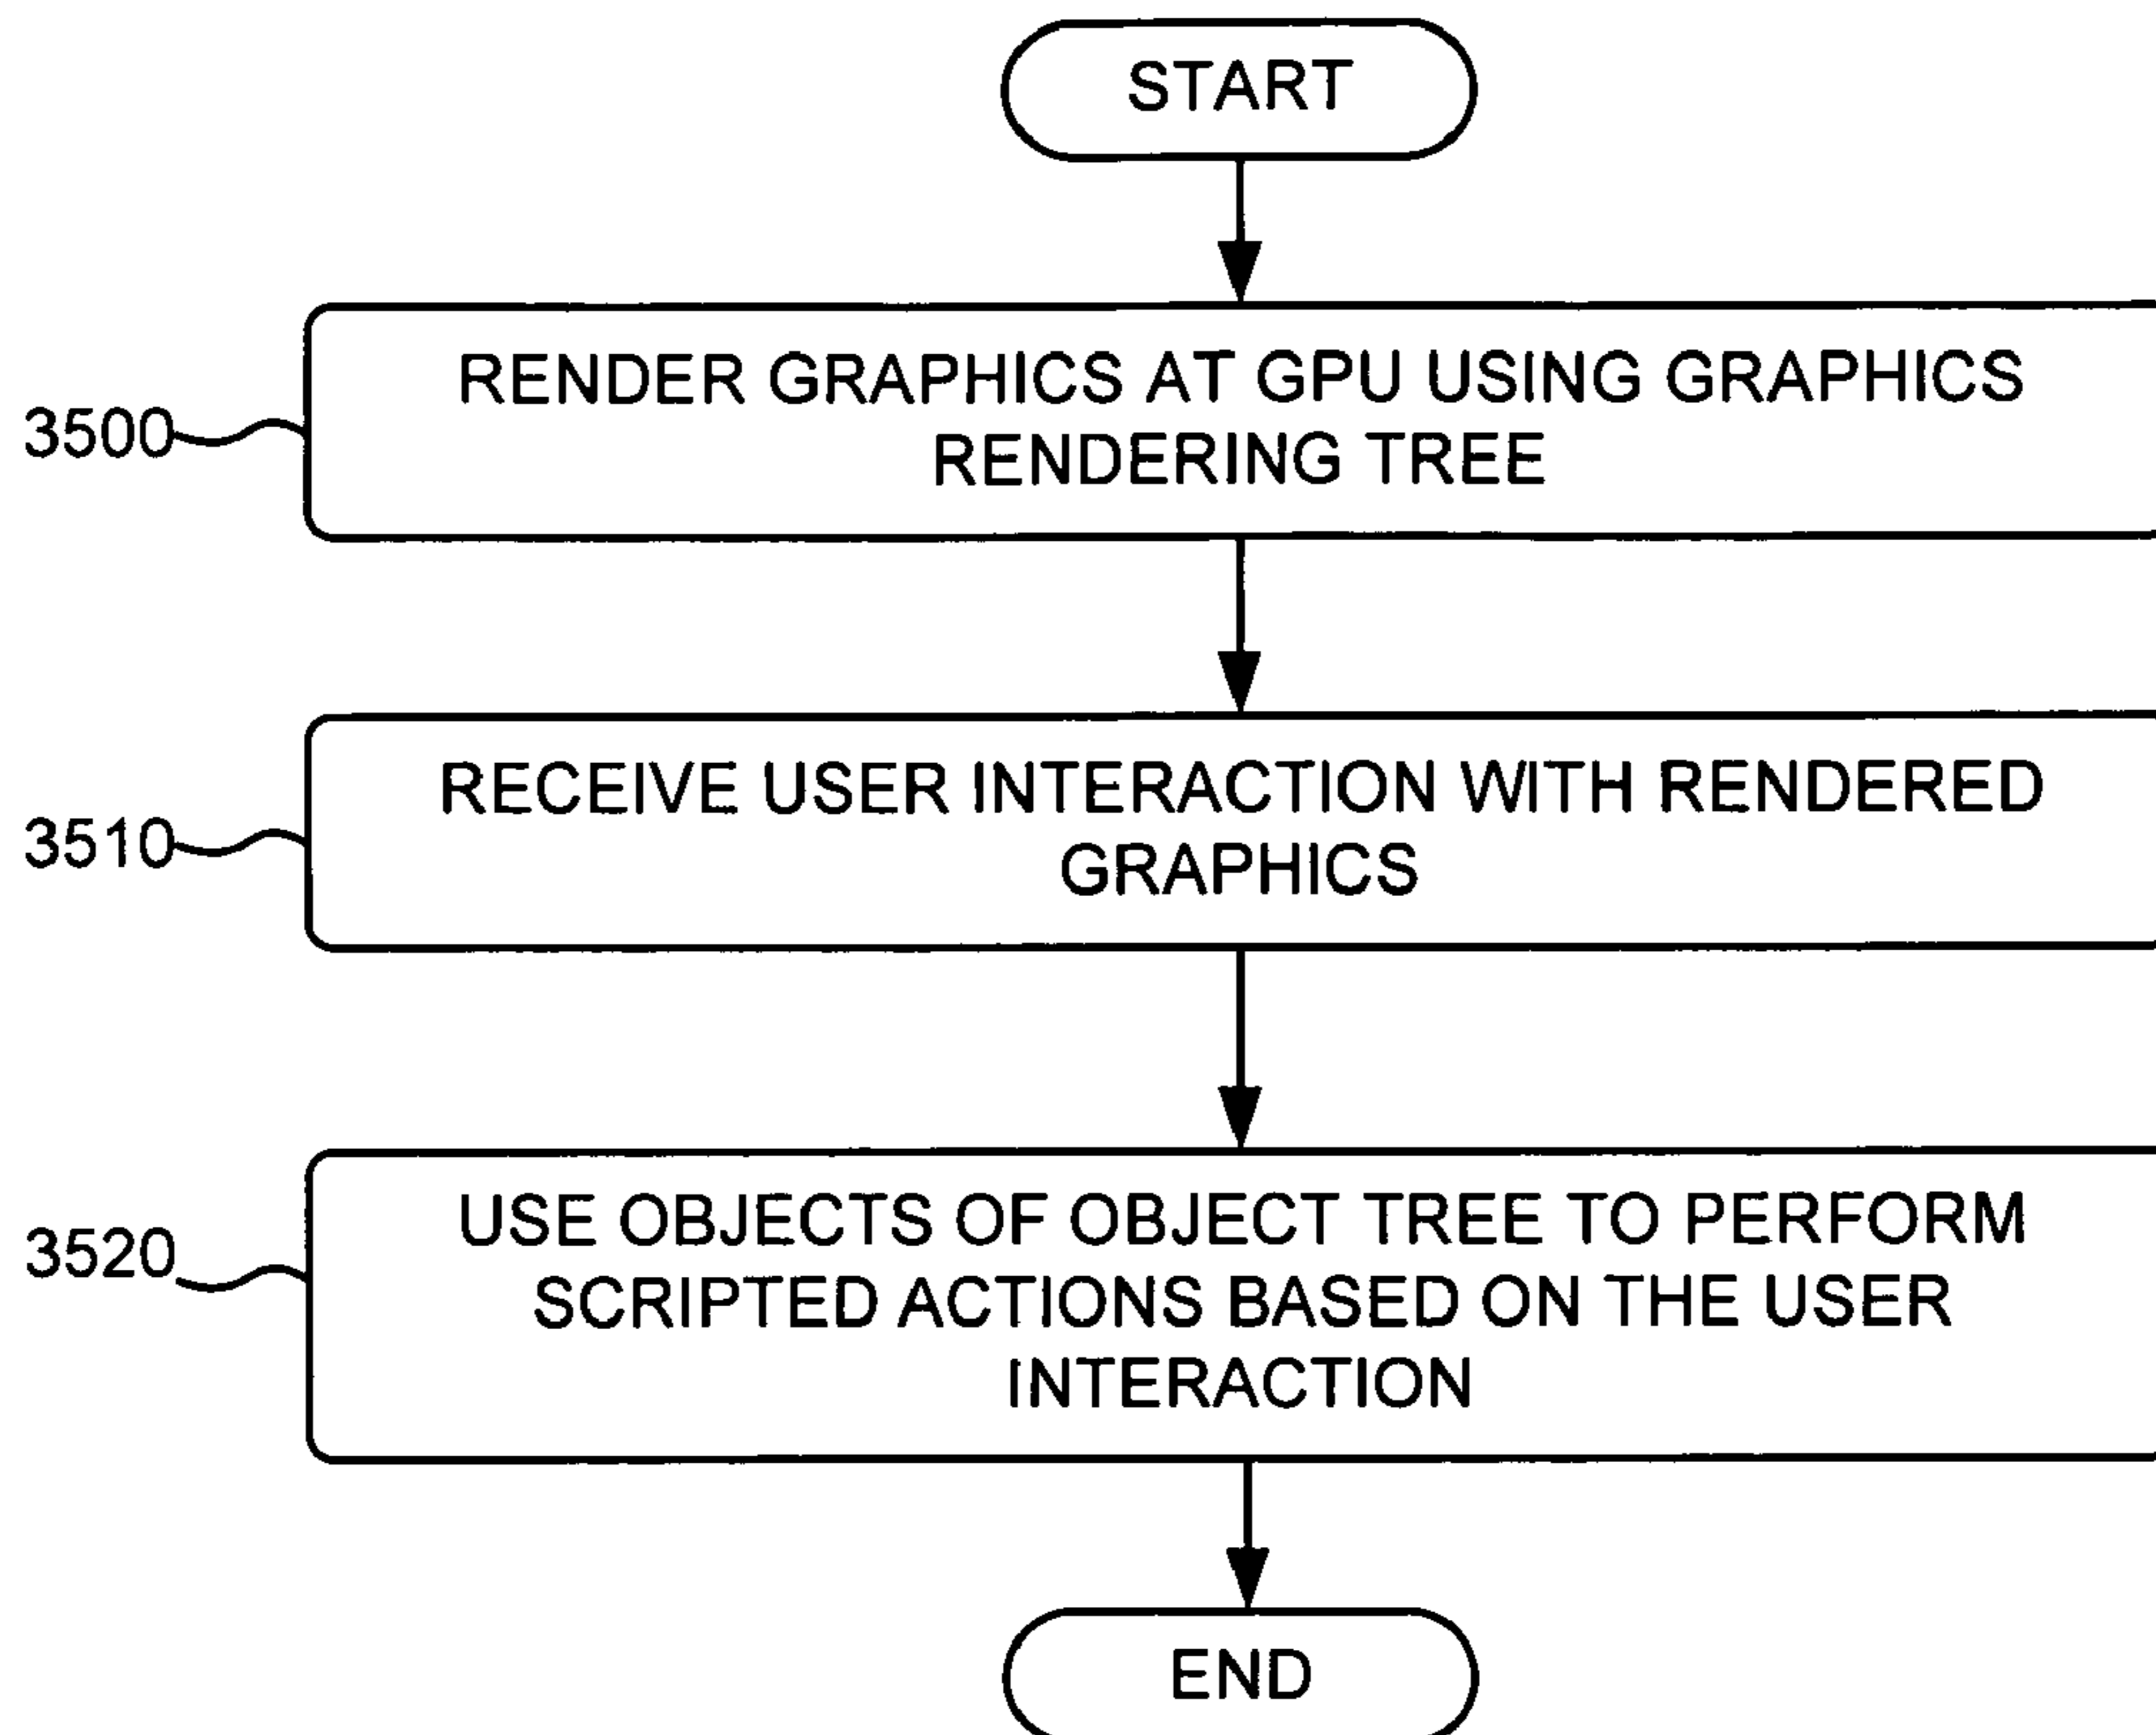 START
3500
RENDER GRAPHICS AT GPU USING GRAPHICS
RENDERING TREE
3510
RECEIVE USER INTERACTION WITH RENDERED
GRAPHICS
3520
USE OBJECTS OF OBJECT TREE TO PERFORM
SCRIPTED ACTIONS BASED ON THE USER
INTERACTION
END